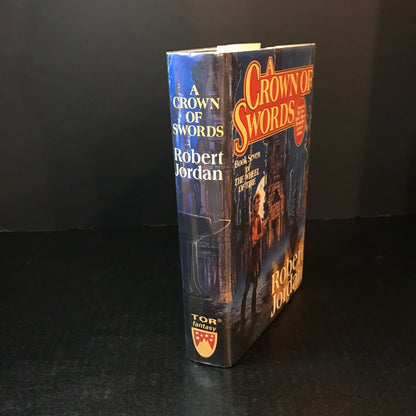 A
CROWN
OF
SWORDS
Robert
Jordan
TOR®
fantasy
A
CROWN OF
SWORDS
Book Seven
of
THE WHEEL
OF TIME
Robert
Jordan